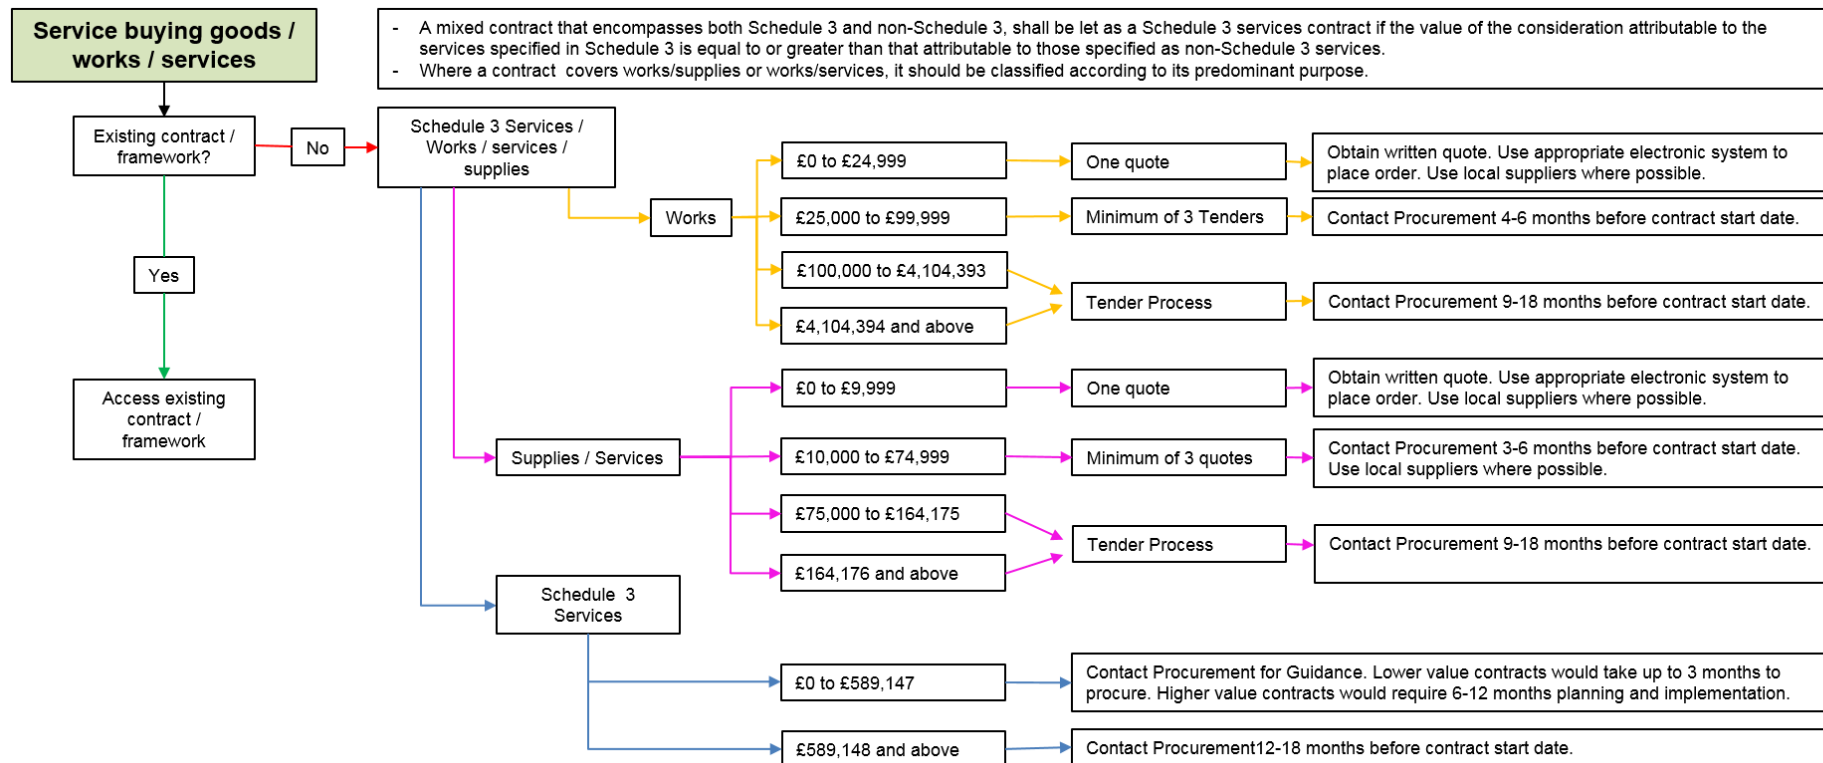 Service buying goods /
works / services
- A mixed contract that encompasses both Schedule 3 and non-Schedule 3, shall be let as a Schedule 3 services contract if the value of the consideration attributable to the
services specified in Schedule 3 is equal to or greater than that attributable to those specified as non-Schedule 3 services.
- Where a contract covers works/supplies or works/services, it should be classified according to its predominant purpose.
Existing contract /
framework?
No
Yes
Access existing
contract /
framework
Schedule 3 Services /
Works / services /
supplies
Works
£0 to £24,999
One quote
Obtain written quote. Use appropriate electronic system to
place order. Use local suppliers where possible.
£25,000 to £99,999
Minimum of 3 Tenders
Contact Procurement 4-6 months before contract start date.
£100,000 to £4,104,393
£4,104,394 and above
Tender Process
Contact Procurement 9-18 months before contract start date.
Supplies / Services
£0 to £9,999
One quote
Obtain written quote. Use appropriate electronic system to
place order. Use local suppliers where possible.
£10,000 to £74,999
Minimum of 3 quotes
Contact Procurement 3-6 months before contract start date.
Use local suppliers where possible.
£75,000 to £164,175
£164,176 and above
Tender Process
Contact Procurement 9-18 months before contract start date.
Schedule 3
Services
£0 to £589,147
Contact Procurement for Guidance. Lower value contracts would take up to 3 months to
procure. Higher value contracts would require 6-12 months planning and implementation.
£589,148 and above
Contact Procurement12-18 months before contract start date.